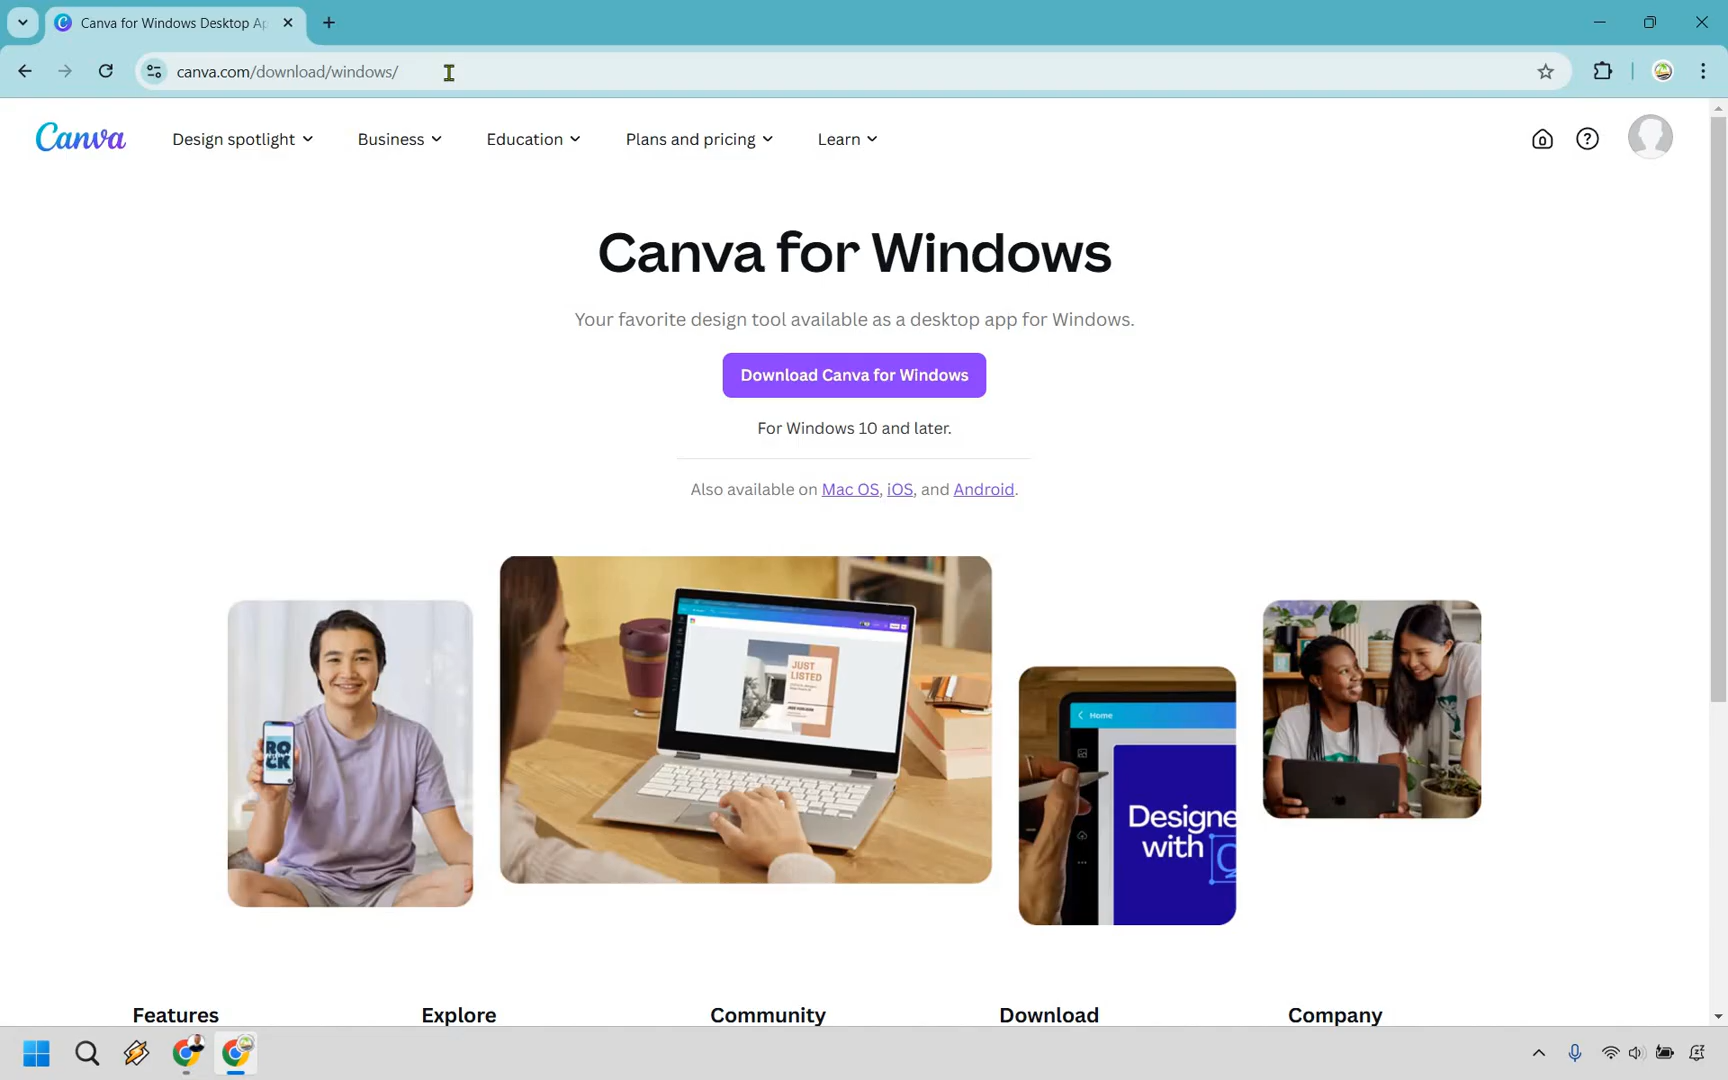 Canva for Windows Desktop Ap
canva.com/download/windows/
Canva
Design spotlight
Business
Education
Plans and pricing
Learn
Canva for Windows
Your favorite design tool available as a desktop app for Windows.
Download Canva for Windows
For Windows 10 and later.
Also available on Mac OS, iOS, and Android.
RO
CK
JUST
LISTED
Home
Designe
with
Features
Explore
Community
Download
Company